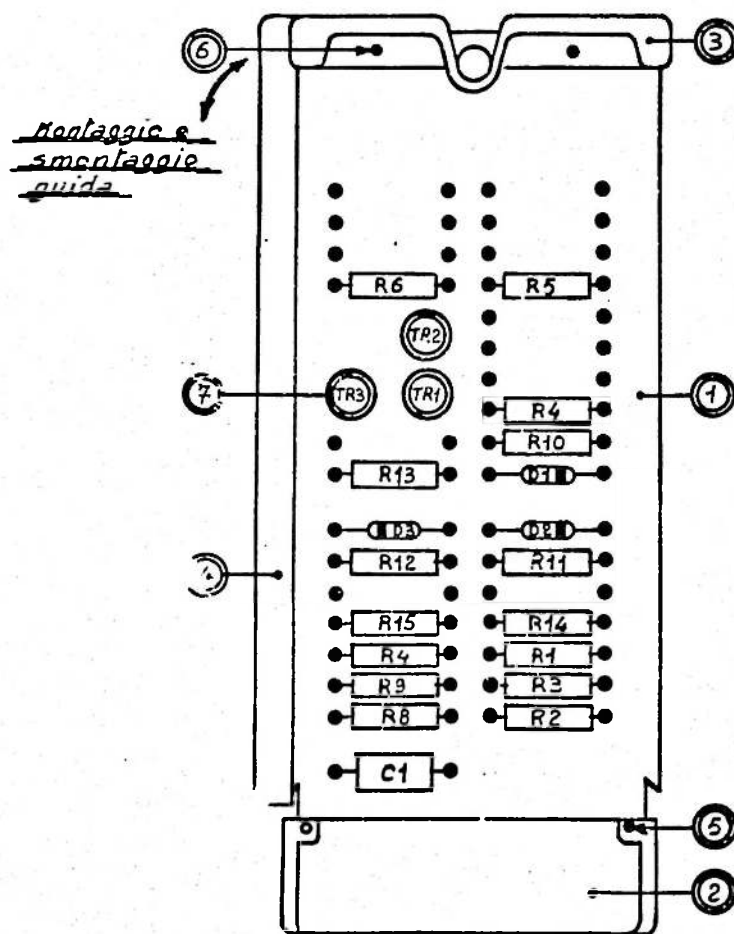 6
3
Montaggio e
smontaggio
guida
R6 R5
TR2
7 TR3 TR1 1
R4
R10
R13 D1
D3 D2
R12 R11
4
R15 R14
R4 R1
R9 R3
R8 R2
C1
5
2